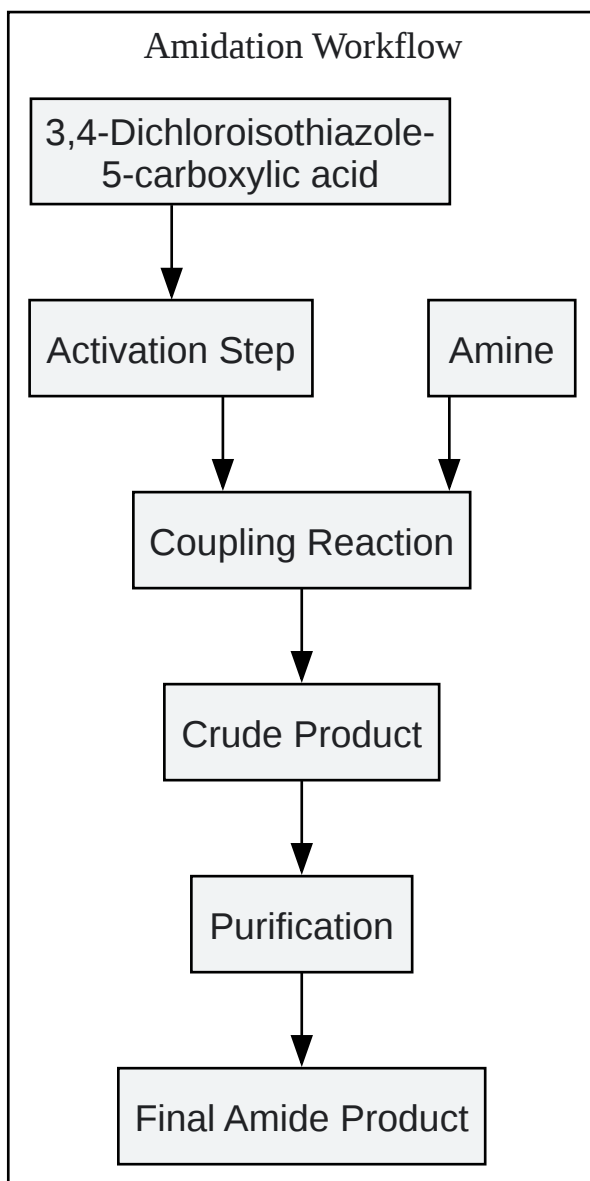 Amidation Workflow
3,4-Dichloroisothiazole-
5-carboxylic acid
Activation Step
Amine
Coupling Reaction
Crude Product
Purification
Final Amide Product